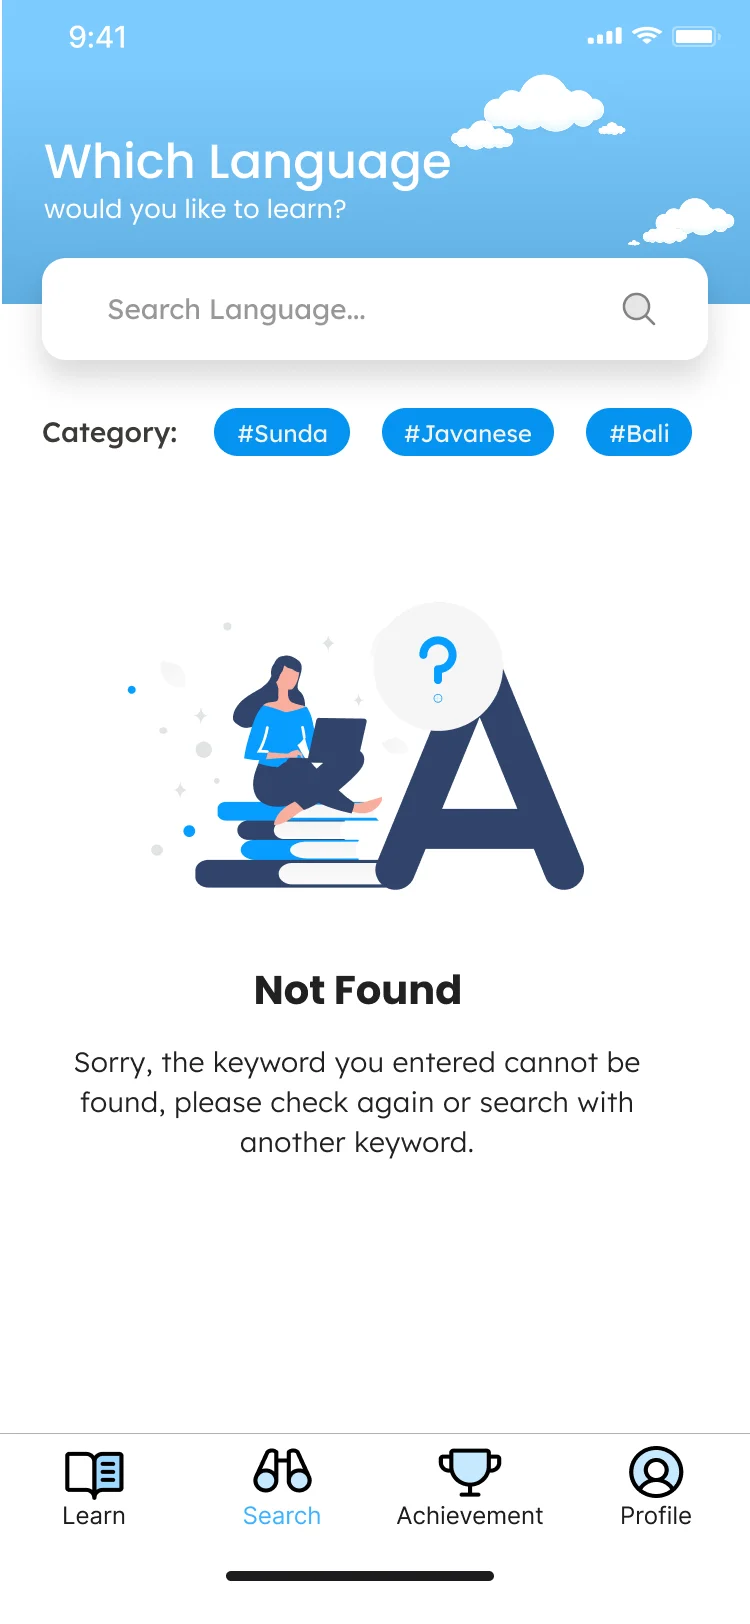 9:41
Which Language
would you like to learn?
Search Language...
Category: #Sunda #Javanese #Bali
?
A
Not Found
Sorry, the keyword you entered cannot be
found, please check again or search with
another keyword.
Learn Search Achievement Profile